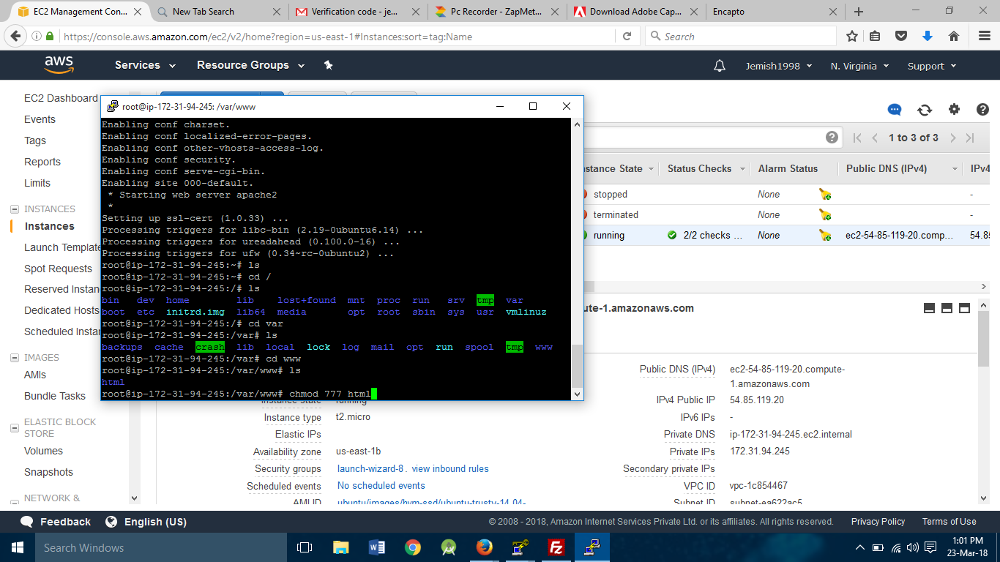 EC2 Management Con...
New Tab Search
Verification code - je...
Pc Recorder - ZapMet...
Download Adobe Cap...
Encapto
https://console.aws.amazon.com/ec2/v2/home?region=us-east-1#Instances:sort=tag:Name
Search
aws
Services
Resource Groups
Jemish1998
N. Virginia
Support
EC2 Dashboard
Events
Tags
Reports
Limits
INSTANCES
Instances
Launch Template
Spot Requests
Reserved Instan
Dedicated Hosts
Scheduled Instan
IMAGES
AMIs
Bundle Tasks
ELASTIC BLOCK
STORE
Volumes
Snapshots
NETWORK &
root@ip-172-31-94-245: /var/www
Enabling conf charset.
Enabling conf localized-error-pages.
Enabling conf other-vhosts-access-log.
Enabling conf security.
Enabling conf serve-cgi-bin.
Enabling site 000-default.
* Starting web server apache2
*
Setting up ssl-cert (1.0.33) ...
Processing triggers for libc-bin (2.19-0ubuntu6.14) ...
Processing triggers for ureadahead (0.100.0-16) ...
Processing triggers for ufw (0.34~rc-0ubuntu2) ...
root@ip-172-31-94-245:~# ls
root@ip-172-31-94-245:~# cd /
root@ip-172-31-94-245:/# ls
bin dev home lib lost+found mnt proc run srv tmp var
boot etc initrd.img lib64 media opt root sbin sys usr vmlinuz
root@ip-172-31-94-245:/# cd var
root@ip-172-31-94-245:/var# ls
backups cache crash lib local lock log mail opt run spool tmp www
root@ip-172-31-94-245:/var# cd www
root@ip-172-31-94-245:/var/www# ls
html
root@ip-172-31-94-245:/var/www# chmod 777 html
1 to 3 of 3
nstance State Status Checks Alarm Status Public DNS (IPv4) IPv4
stopped None -
terminated None -
running 2/2 checks ... None ec2-54-85-119-20.comp... 54.85
ute-1.amazonaws.com
Instance state running
Instance type t2.micro
Elastic IPs
Availability zone us-east-1b
Security groups launch-wizard-8 . view inbound rules
Scheduled events No scheduled events
AMI ID ubuntu/images/hvm-ssd/ubuntu-trusty-14.04-
Public DNS (IPv4) ec2-54-85-119-20.compute-
1.amazonaws.com
IPv4 Public IP 54.85.119.20
IPv6 IPs -
Private DNS ip-172-31-94-245.ec2.internal
Private IPs 172.31.94.245
Secondary private IPs
VPC ID vpc-1c854467
Subnet ID subnet-ea622ac5
Feedback
English (US)
© 2008 - 2018, Amazon Internet Services Private Ltd. or its affiliates. All rights reserved.
Privacy Policy
Terms of Use
Search Windows
1:01 PM
23-Mar-18